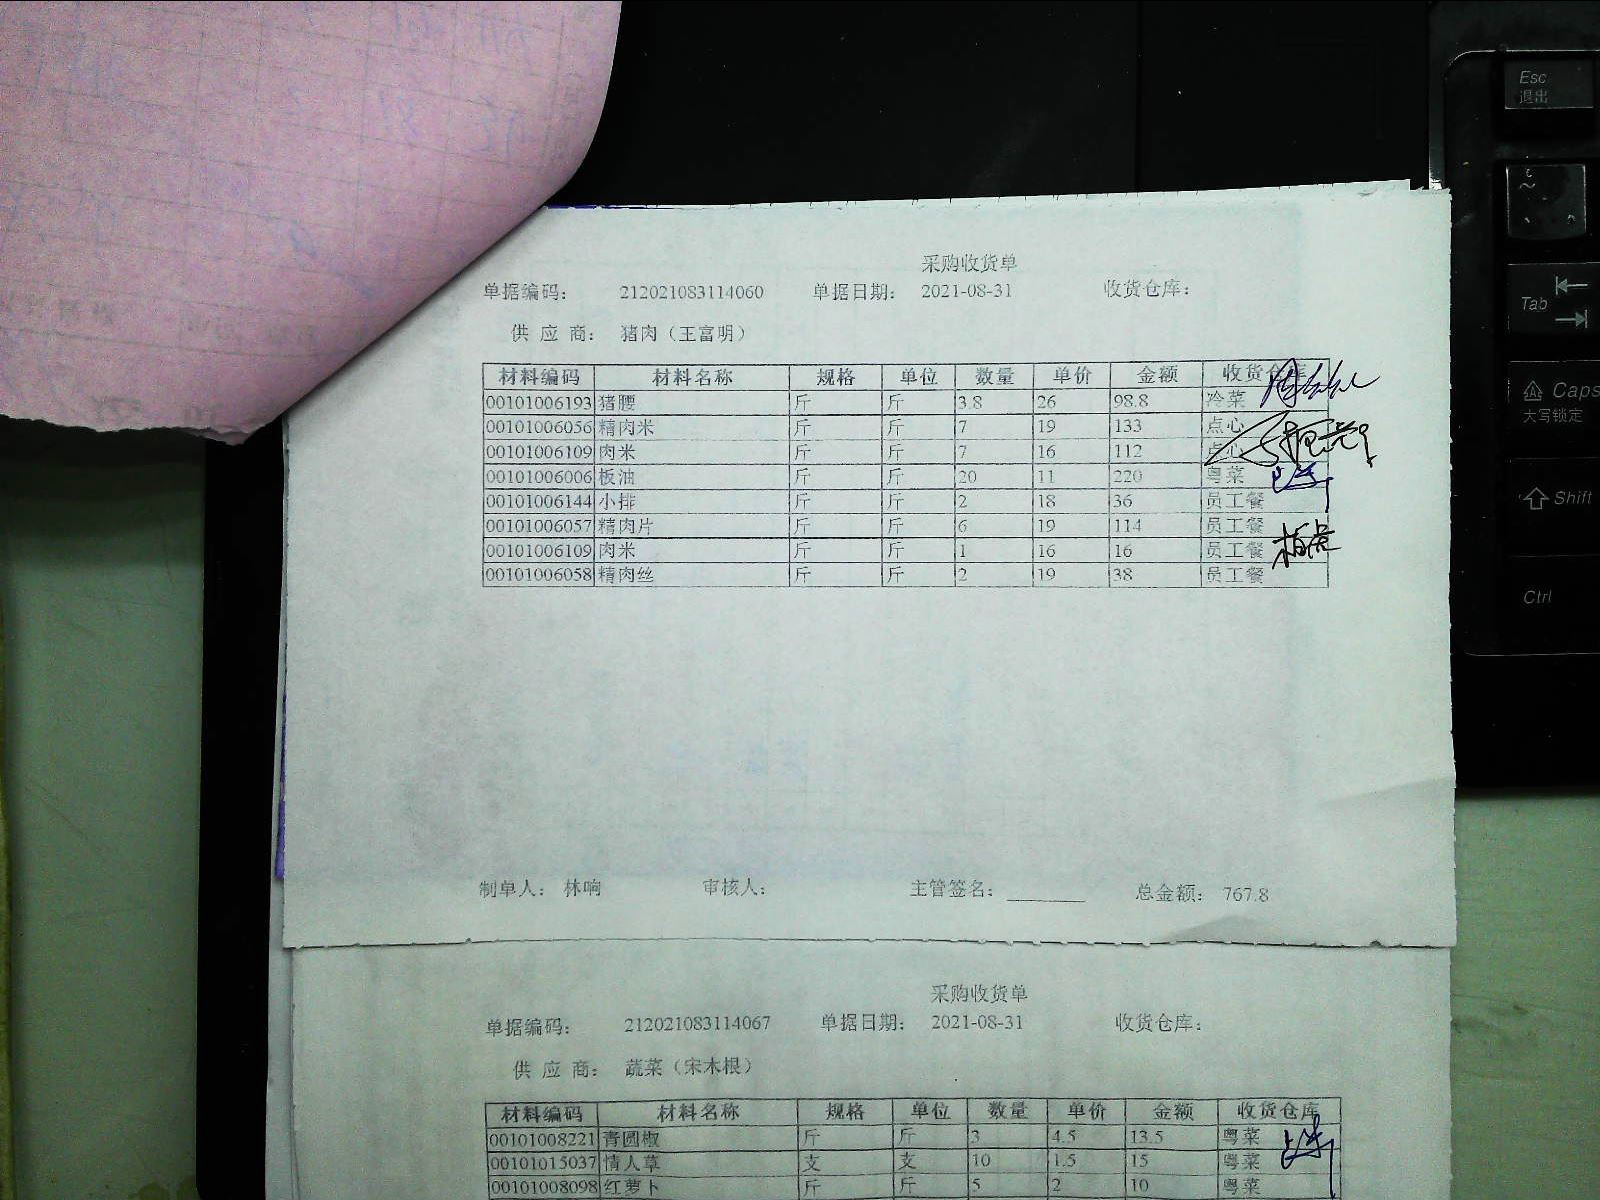 采购收货单
单据编码： 212021083114060 单据日期： 2021-08-31 收货仓库：
供 应 商： 猪肉（王富明）
材料编码 材料名称 规格 单位 数量 单价 金额 收货仓库
00101006193 猪腰 斤 斤 3.8 26 98.8 冷菜
00101006056 精肉米 斤 斤 7 19 133 点心
00101006109 肉米 斤 斤 7 16 112 点心
00101006006 板油 斤 斤 20 11 220 粤菜
00101006144 小排 斤 斤 2 18 36 员工餐
00101006057 精肉片 斤 斤 6 19 114 员工餐
00101006109 肉米 斤 斤 1 16 16 员工餐
00101006058 精肉丝 斤 斤 2 19 38 员工餐
制单人： 林响 审核人： 主管签名：________ 总金额： 767.8
采购收货单
单据编码： 212021083114067 单据日期： 2021-08-31 收货仓库：
供 应 商： 蔬菜（宋木根）
材料编码 材料名称 规格 单位 数量 单价 金额 收货仓库
00101008221 青圆椒 斤 斤 3 4.5 13.5 粤菜
00101015037 情人草 支 支 10 1.5 15 粤菜
00101008098 红萝卜 斤 斤 5 2 10 粤菜
Esc
退出
Tab
Caps
大写锁定
Shift
Ctrl